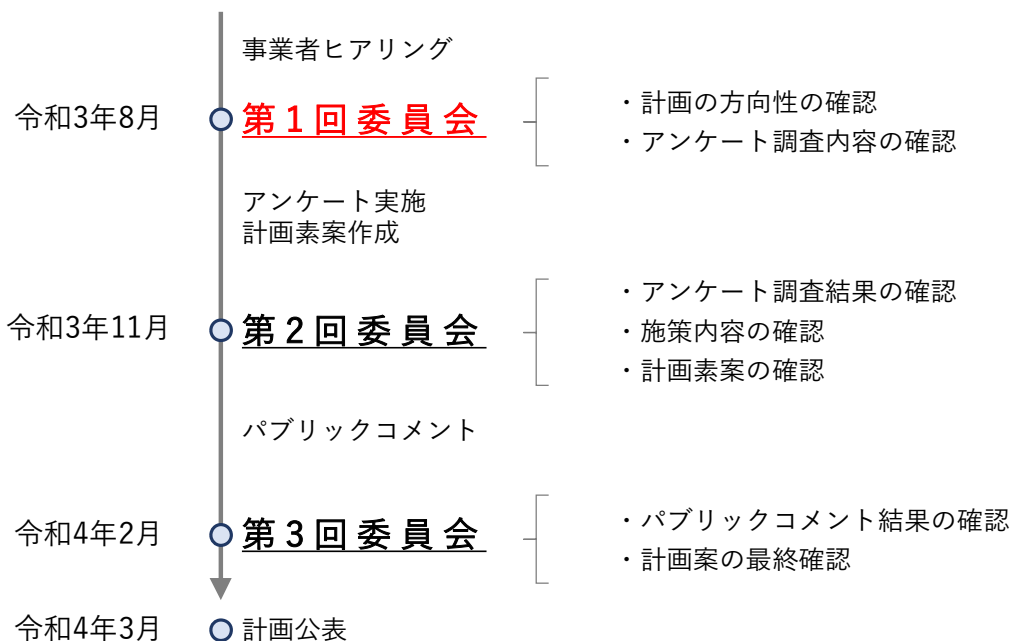 事業者ヒアリング
令和3年8月
第1回委員会
・計画の方向性の確認
・アンケート調査内容の確認
アンケート実施
計画素案作成
令和3年11月
第2回委員会
・アンケート調査結果の確認
・施策内容の確認
・計画素案の確認
パブリックコメント
令和4年2月
第3回委員会
・パブリックコメント結果の確認
・計画案の最終確認
令和4年3月
計画公表